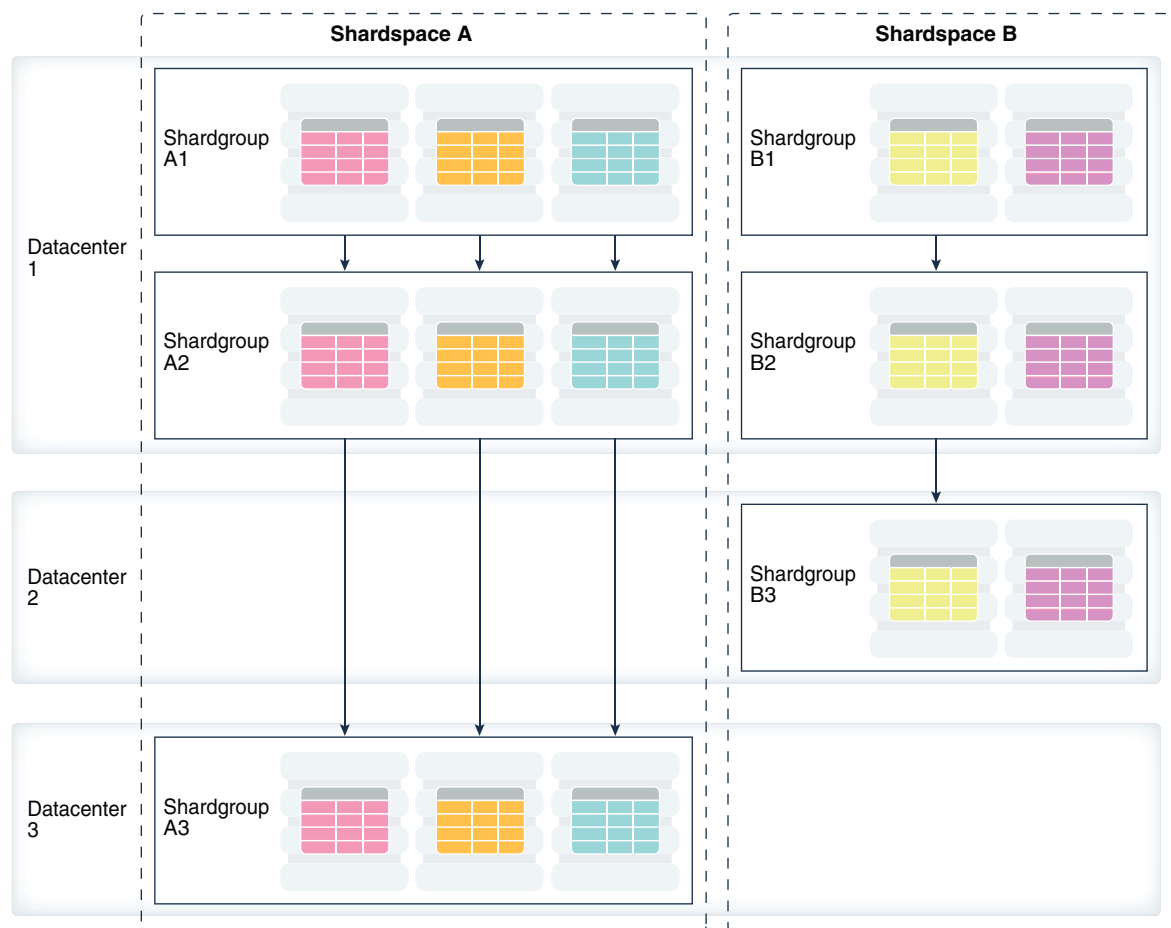 Shardspace A
Shardspace B
Datacenter
1
Shardgroup
A1
Shardgroup
B1
Shardgroup
A2
Shardgroup
B2
Datacenter
2
Shardgroup
B3
Datacenter
3
Shardgroup
A3